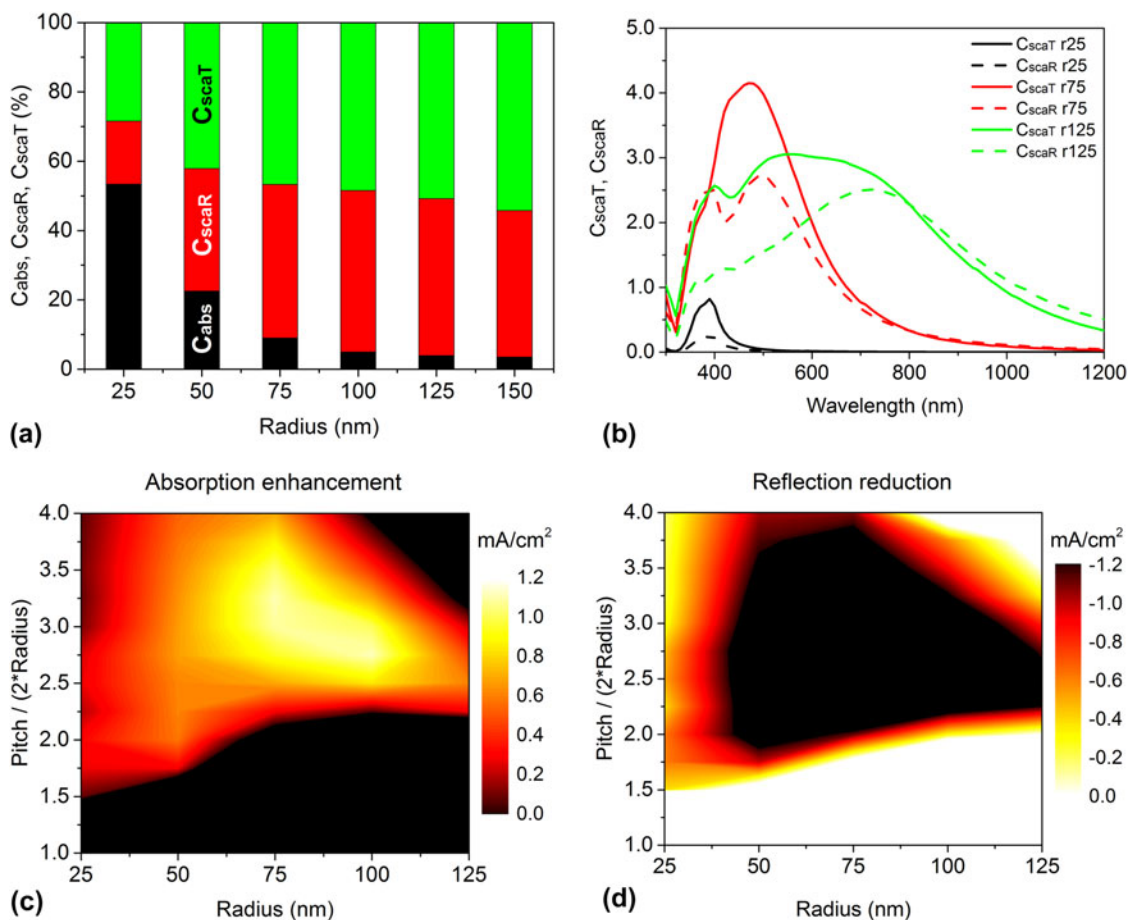 Cabs, CscaR, CscaT (%)
100
80
60
40
20
0
CscaT
CscaR
Cabs
25 50 75 100 125 150
Radius (nm)
(a)
CscaT, CscaR
5.0
4.0
3.0
2.0
1.0
0.0
CscaT r25
CscaR r25
CscaT r75
CscaR r75
CscaT r125
CscaR r125
400 600 800 1000 1200
Wavelength (nm)
(b)
Absorption enhancement
Pitch / (2*Radius)
4.0
3.5
3.0
2.5
2.0
1.5
1.0
25 50 75 100 125
Radius (nm)
mA/cm²
1.2
1.0
0.8
0.6
0.4
0.2
0.0
(c)
Reflection reduction
Pitch / (2*Radius)
4.0
3.5
3.0
2.5
2.0
1.5
1.0
25 50 75 100 125
Radius (nm)
mA/cm²
-1.2
-1.0
-0.8
-0.6
-0.4
-0.2
0.0
(d)